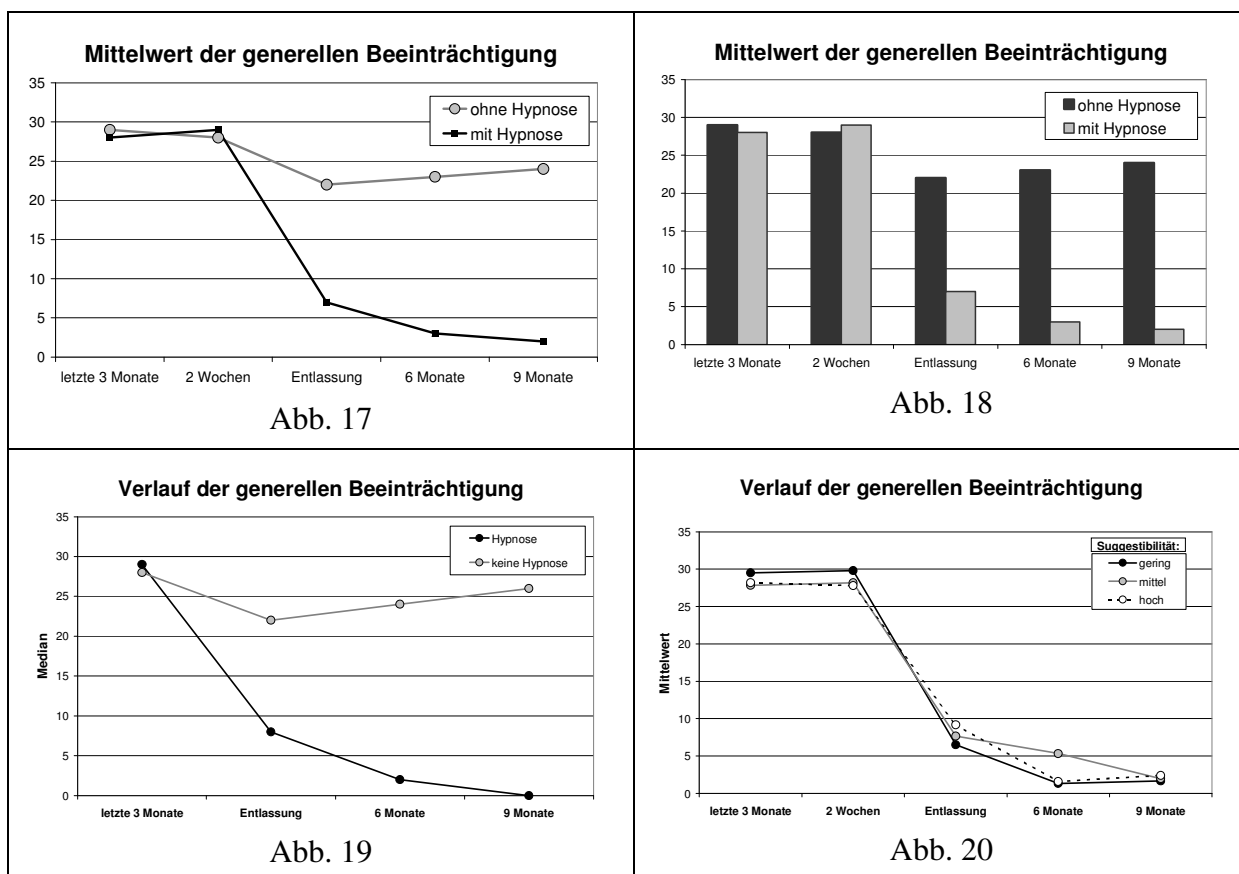 Mittelwert der generellen Beeinträchtigung
35
30
25
20
15
10
5
0
ohne Hypnose
mit Hypnose
letzte 3 Monate 2 Wochen Entlassung 6 Monate 9 Monate
Abb. 17
Mittelwert der generellen Beeinträchtigung
35
30
25
20
15
10
5
0
ohne Hypnose
mit Hypnose
letzte 3 Monate 2 Wochen Entlassung 6 Monate 9 Monate
Abb. 18
Verlauf der generellen Beeinträchtigung
Median
35
30
25
20
15
10
5
0
Hypnose
keine Hypnose
letzte 3 Monate Entlassung 6 Monate 9 Monate
Abb. 19
Verlauf der generellen Beeinträchtigung
Mittelwert
35
30
25
20
15
10
5
0
Suggestibilität:
gering
mittel
hoch
letzte 3 Monate 2 Wochen Entlassung 6 Monate 9 Monate
Abb. 20